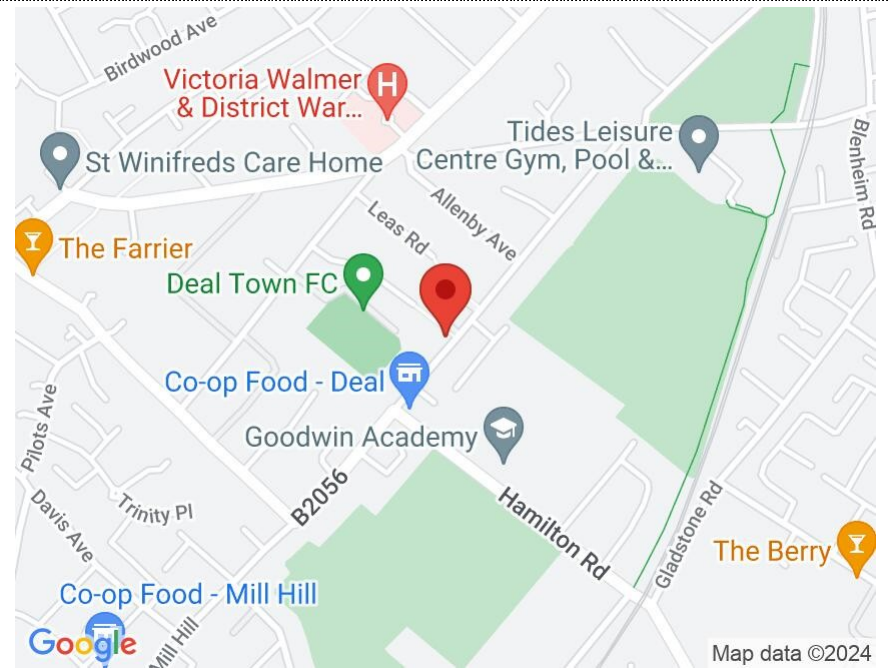 Birdwood Ave
Victoria Walmer
& District War...
Tides Leisure
Centre Gym, Pool &...
Blenheim Rd
St Winifreds Care Home
Allenby Ave
Leas Rd
The Farrier
Deal Town FC
Co-op Food - Deal
Goodwin Academy
Pilots Ave
B2056
Hamilton Rd
Trinity Pl
Davis Ave
Gladstone Rd
The Berry
Co-op Food - Mill Hill
Mill Hill
Google
Map data ©2024